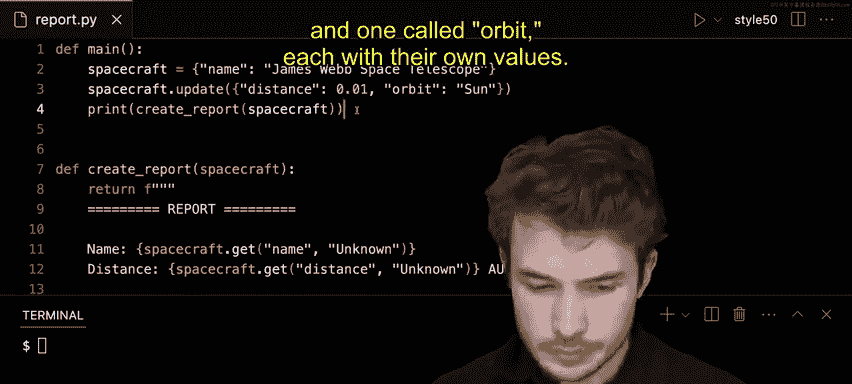 report.py
style50
and one called "orbit,"
each with their own values.
1 def main():
2 spacecraft = {"name": "James Webb Space Telescope"}
3 spacecraft.update({"distance": 0.01, "orbit": "Sun"})
4 print(create_report(spacecraft))
5
6
7 def create_report(spacecraft):
8 return f"""
9 ========= REPORT =========
10
11 Name: {spacecraft.get("name", "Unknown")}
12 Distance: {spacecraft.get("distance", "Unknown")} AU
13
TERMINAL
$